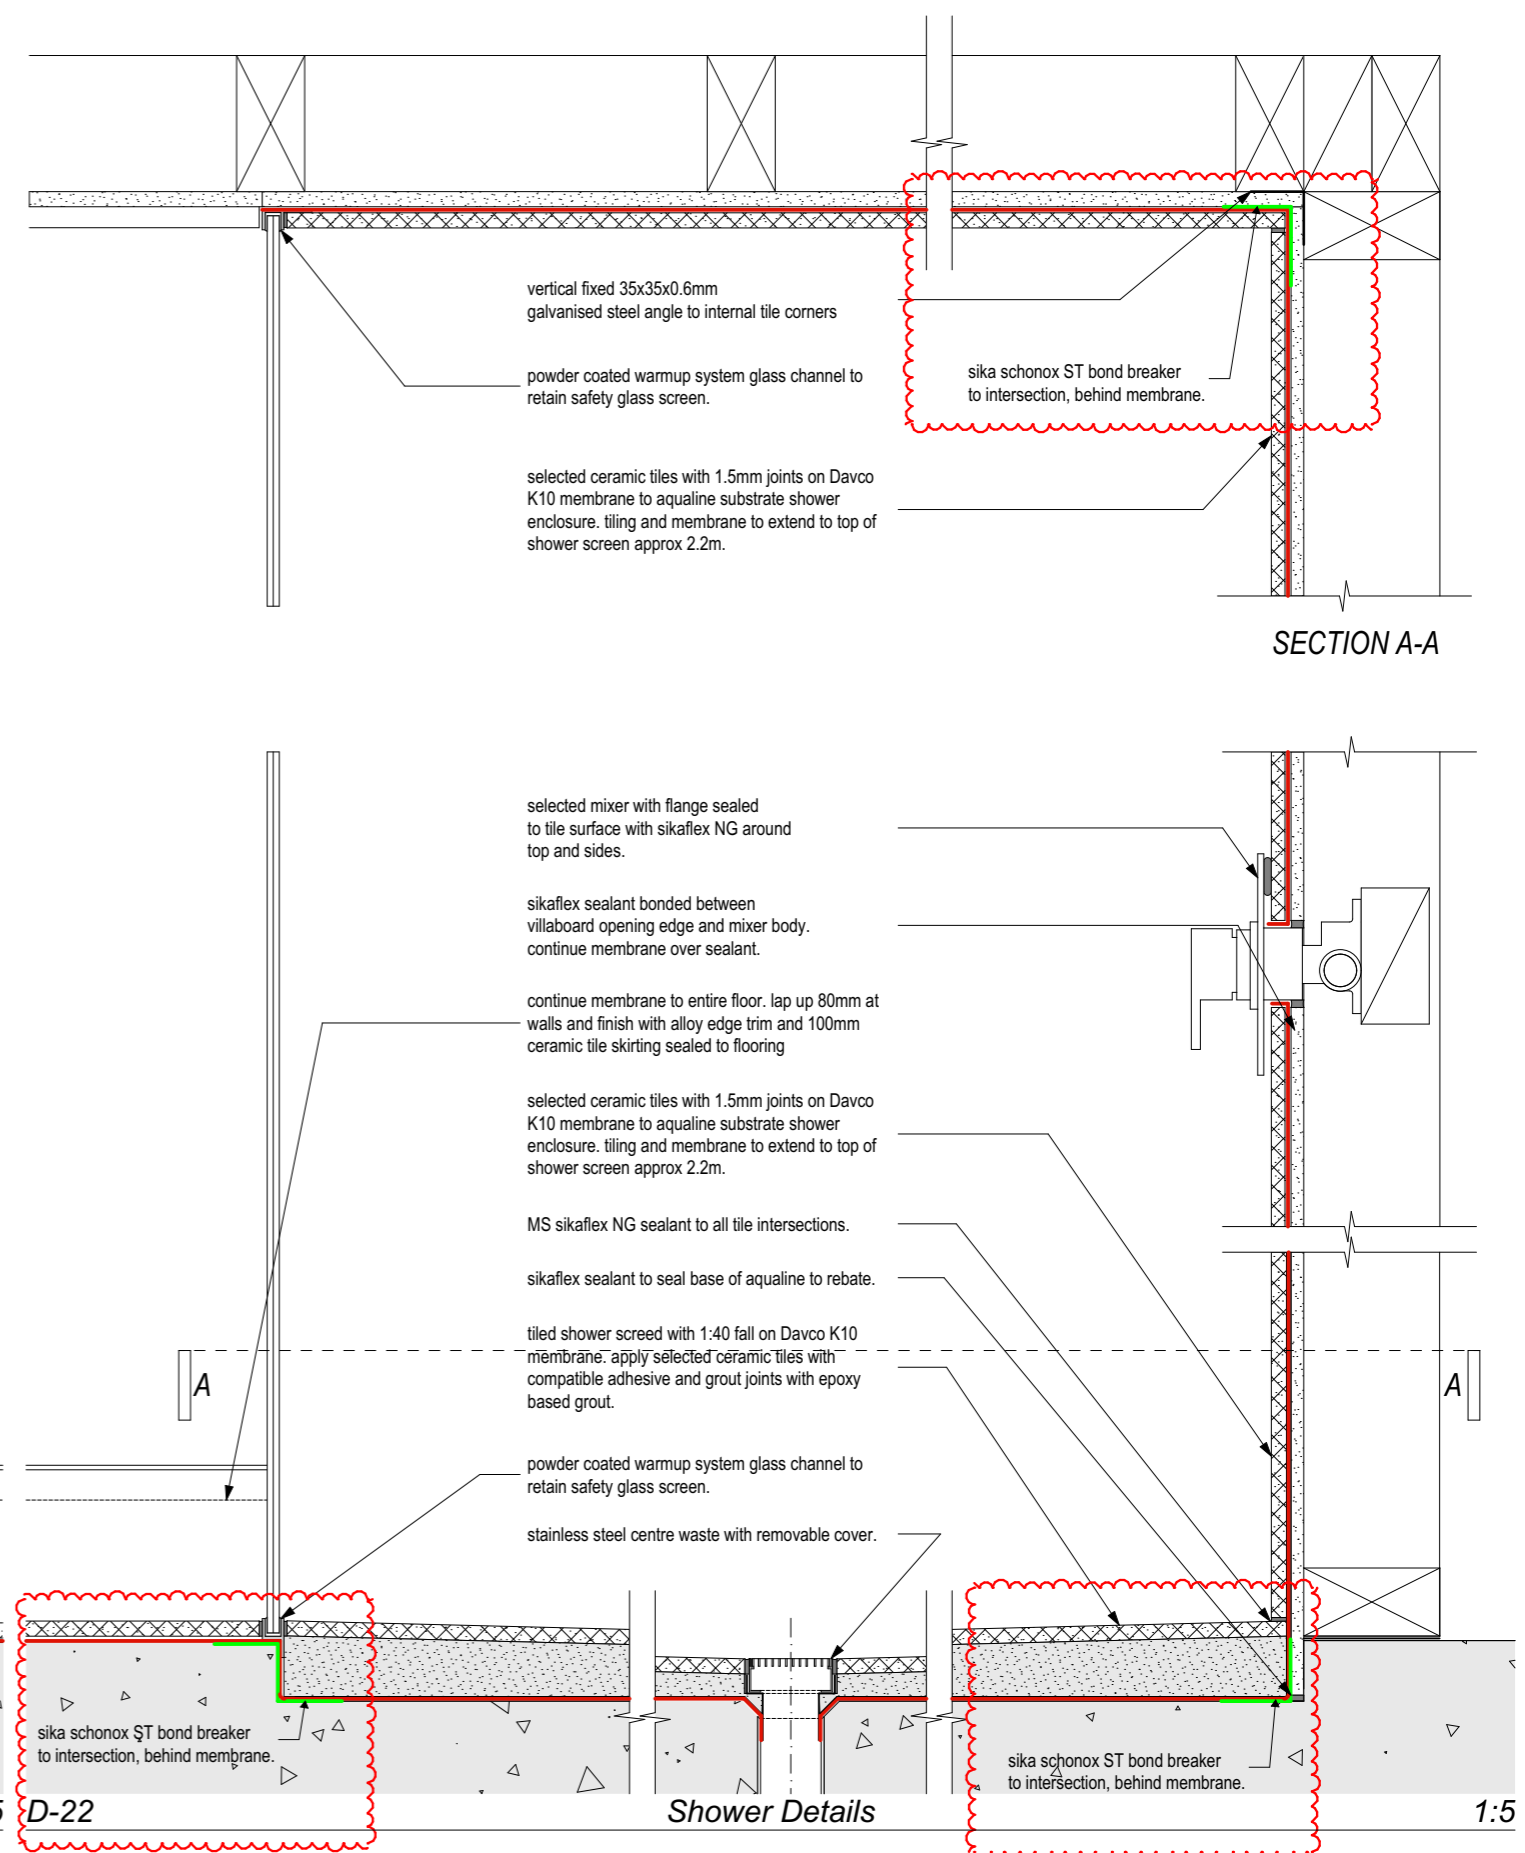 vertical fixed 35x35x0.6mm
galvanised steel angle to internal tile corners
powder coated warmup system glass channel to
retain safety glass screen.
sika schonox ST bond breaker
to intersection, behind membrane.
selected ceramic tiles with 1.5mm joints on Davco
K10 membrane to aqualine substrate shower
enclosure. tiling and membrane to extend to top of
shower screen approx 2.2m.
SECTION A-A
selected mixer with flange sealed
to tile surface with sikaflex NG around
top and sides.
sikaflex sealant bonded between
villaboard opening edge and mixer body.
continue membrane over sealant.
continue membrane to entire floor. lap up 80mm at
walls and finish with alloy edge trim and 100mm
ceramic tile skirting sealed to flooring
selected ceramic tiles with 1.5mm joints on Davco
K10 membrane to aqualine substrate shower
enclosure. tiling and membrane to extend to top of
shower screen approx 2.2m.
MS sikaflex NG sealant to all tile intersections.
sikaflex sealant to seal base of aqualine to rebate.
tiled shower screed with 1:40 fall on Davco K10
membrane. apply selected ceramic tiles with
compatible adhesive and grout joints with epoxy
based grout.
A
A
powder coated warmup system glass channel to
retain safety glass screen.
stainless steel centre waste with removable cover.
sika schonox ST bond breaker
to intersection, behind membrane.
sika schonox ST bond breaker
to intersection, behind membrane.
5 D-22
Shower Details
1:5